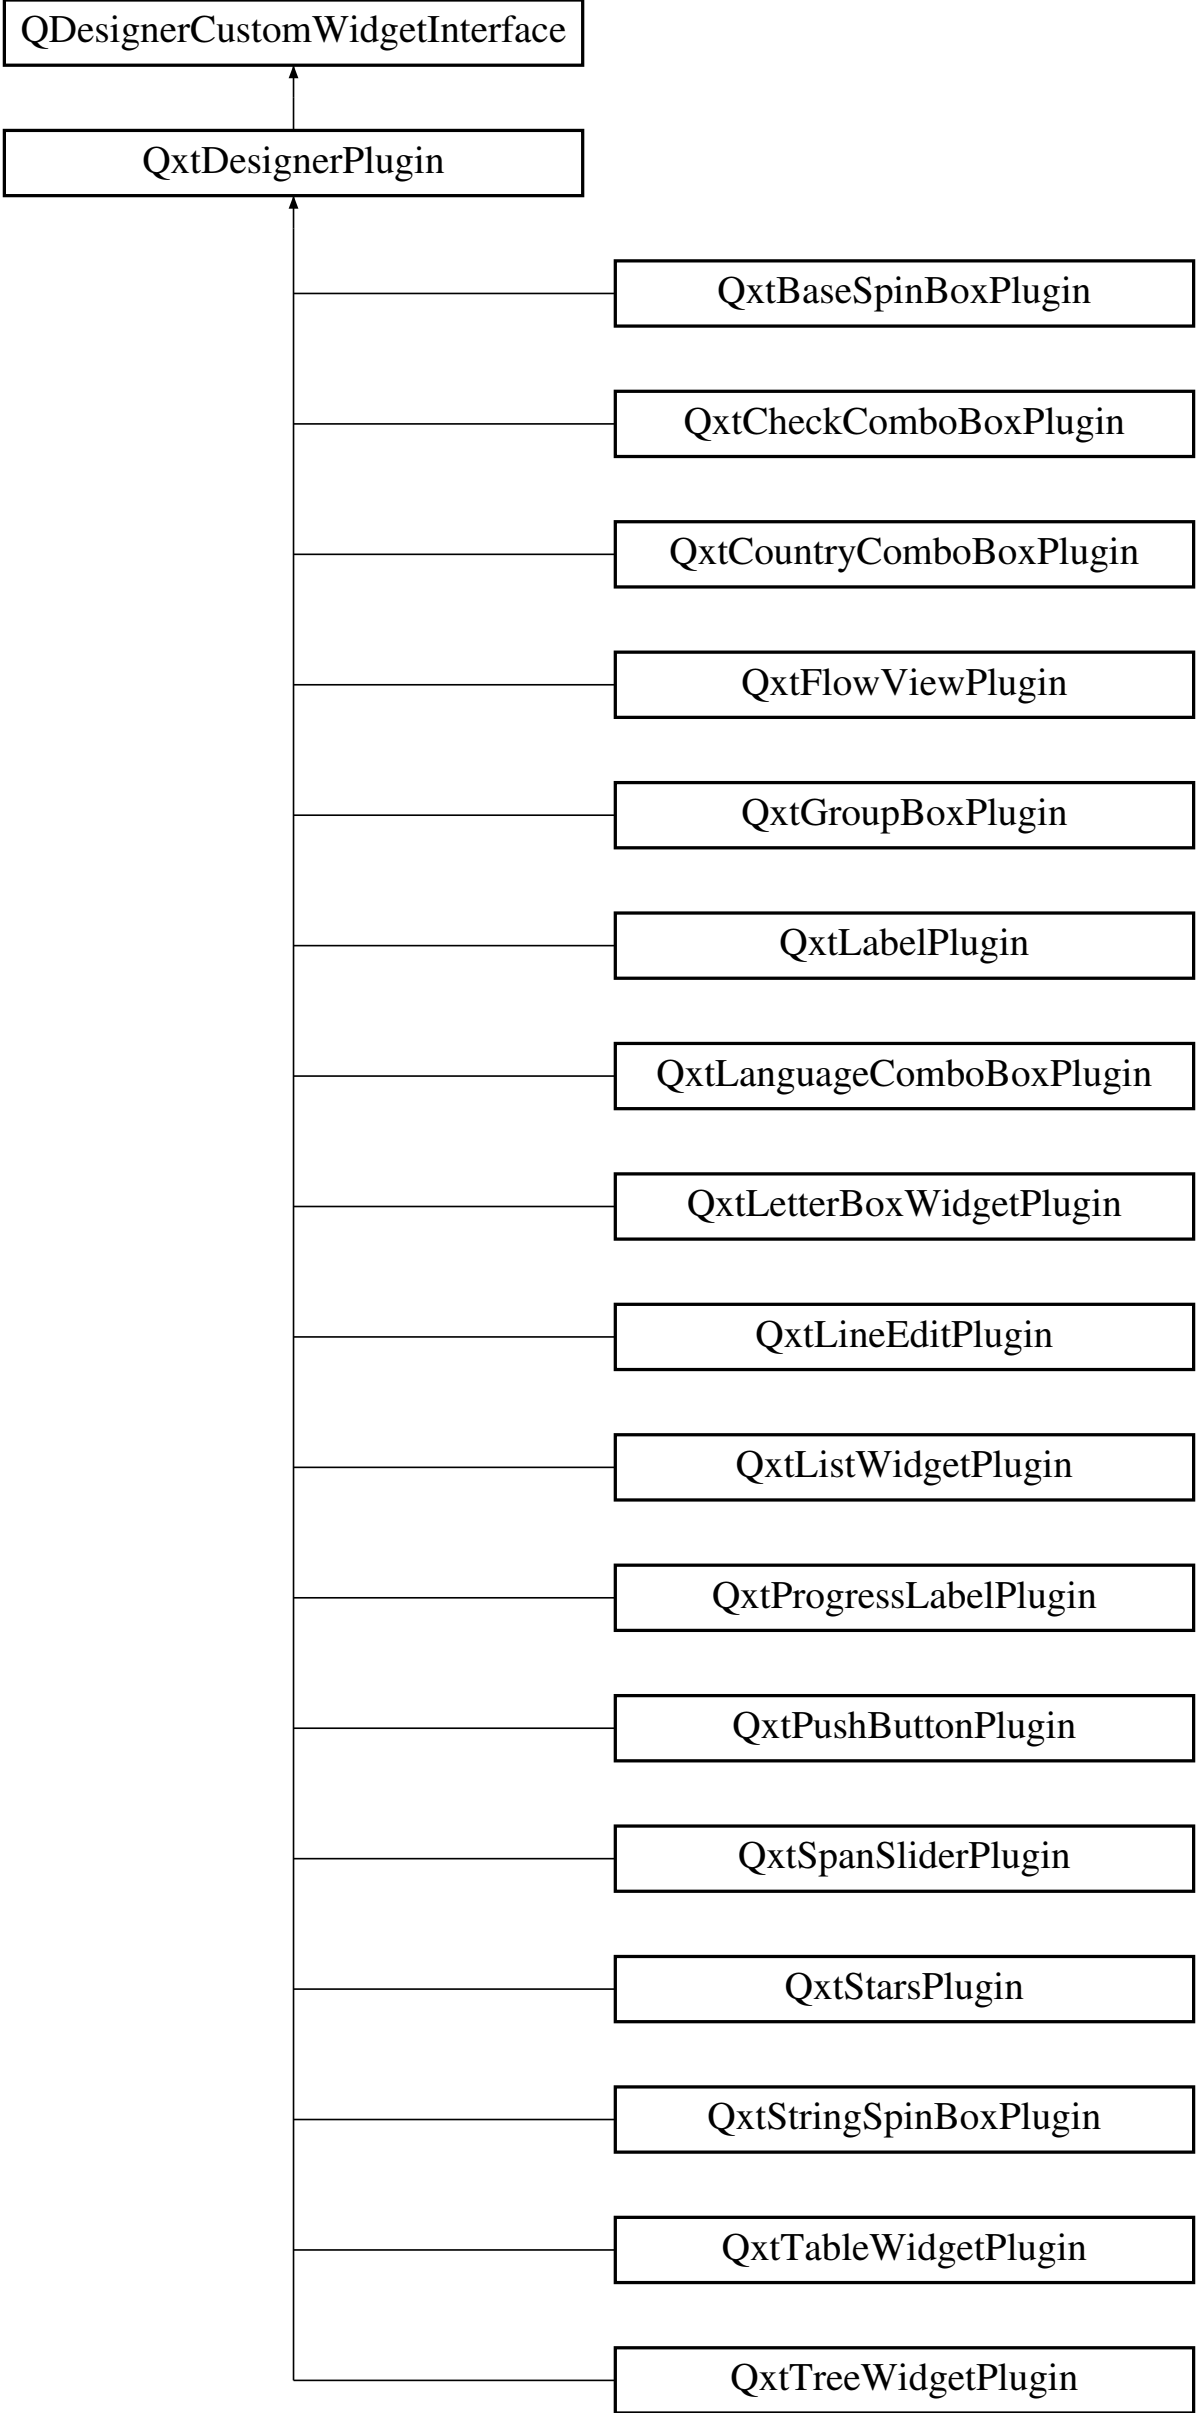 QDesignerCustomWidgetInterface
QxtDesignerPlugin
QxtBaseSpinBoxPlugin
QxtCheckComboBoxPlugin
QxtCountryComboBoxPlugin
QxtFlowViewPlugin
QxtGroupBoxPlugin
QxtLabelPlugin
QxtLanguageComboBoxPlugin
QxtLetterBoxWidgetPlugin
QxtLineEditPlugin
QxtListWidgetPlugin
QxtProgressLabelPlugin
QxtPushButtonPlugin
QxtSpanSliderPlugin
QxtStarsPlugin
QxtStringSpinBoxPlugin
QxtTableWidgetPlugin
QxtTreeWidgetPlugin